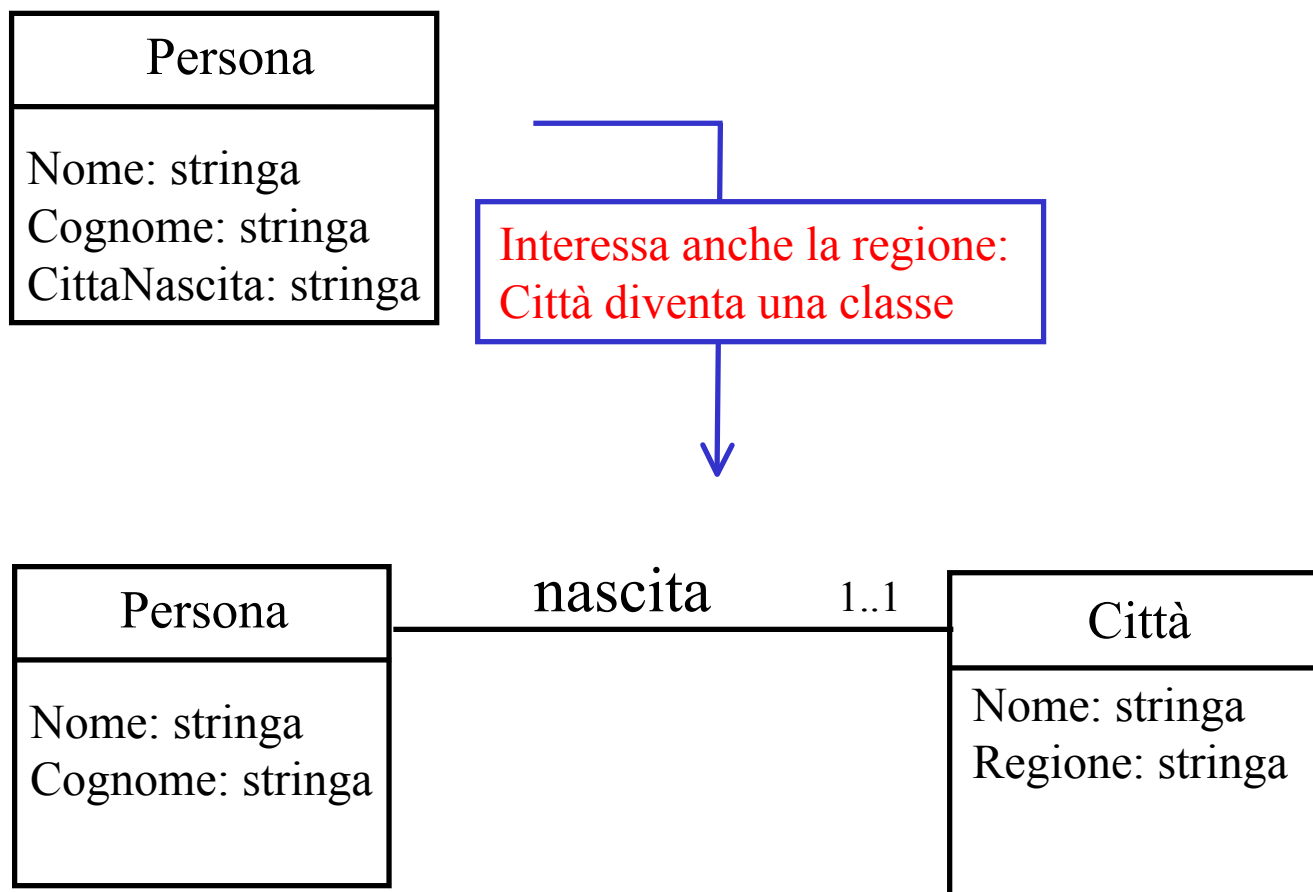 Persona
Nome: stringa
Cognome: stringa
CittaNascita: stringa
Interessa anche la regione:
Città diventa una classe
Persona
Nome: stringa
Cognome: stringa
nascita
1..1
Città
Nome: stringa
Regione: stringa